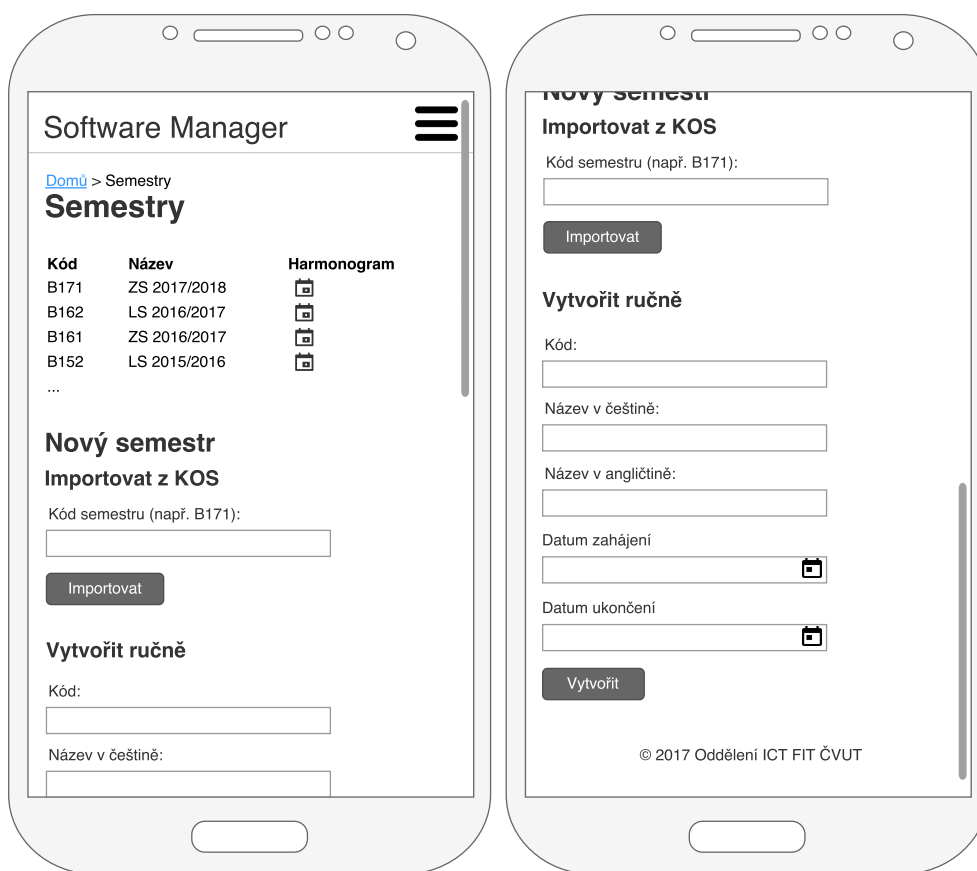 Software Manager
Domů > Semestry
Semestry
Kód Název Harmonogram
B171 ZS 2017/2018
B162 LS 2016/2017
B161 ZS 2016/2017
B152 LS 2015/2016
...
Nový semestr
Importovat z KOS
Kód semestru (např. B171):
Importovat
Vytvořit ručně
Kód:
Název v češtině:
Nový semestr
Importovat z KOS
Kód semestru (např. B171):
Importovat
Vytvořit ručně
Kód:
Název v češtině:
Název v angličtině:
Datum zahájení
Datum ukončení
Vytvořit
© 2017 Oddělení ICT FIT ČVUT